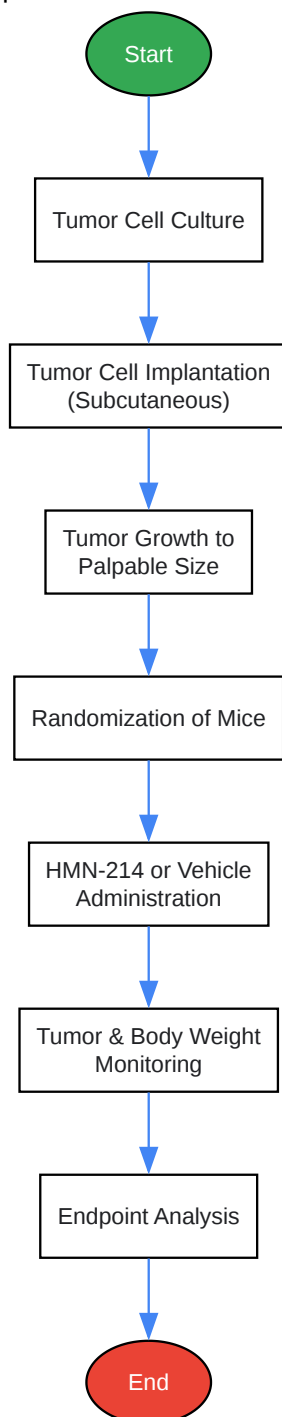 Start
Tumor Cell Culture
Tumor Cell Implantation
(Subcutaneous)
Tumor Growth to
Palpable Size
Randomization of Mice
HMN-214 or Vehicle
Administration
Tumor & Body Weight
Monitoring
Endpoint Analysis
End